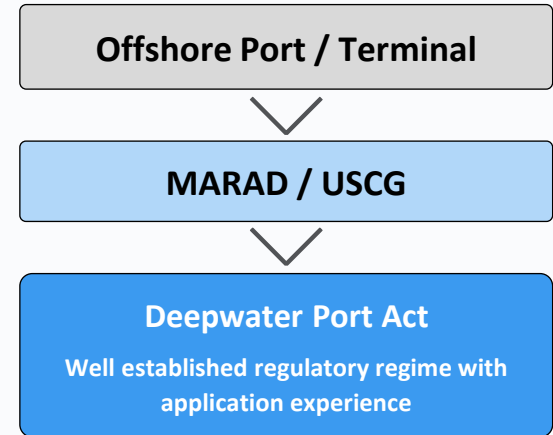 Offshore Port / Terminal
MARAD / USCG
Deepwater Port Act
Well established regulatory regime with
application experience